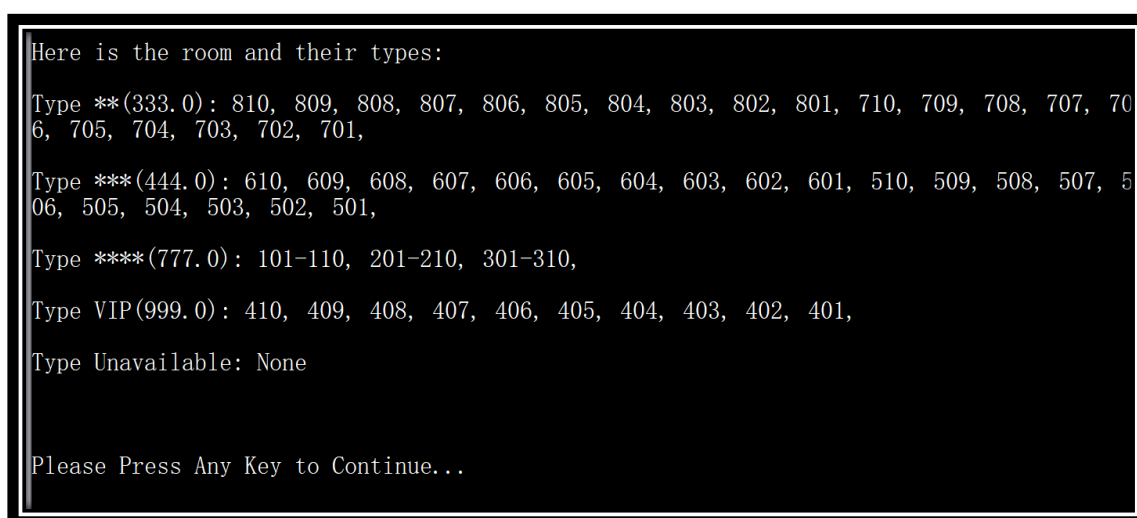 Here is the room and their types:
Type **(333.0): 810, 809, 808, 807, 806, 805, 804, 803, 802, 801, 710, 709, 708, 707, 70
6, 705, 704, 703, 702, 701,
Type ***(444.0): 610, 609, 608, 607, 606, 605, 604, 603, 602, 601, 510, 509, 508, 507, 5
06, 505, 504, 503, 502, 501,
Type ****(777.0): 101-110, 201-210, 301-310,
Type VIP(999.0): 410, 409, 408, 407, 406, 405, 404, 403, 402, 401,
Type Unavailable: None
Please Press Any Key to Continue...